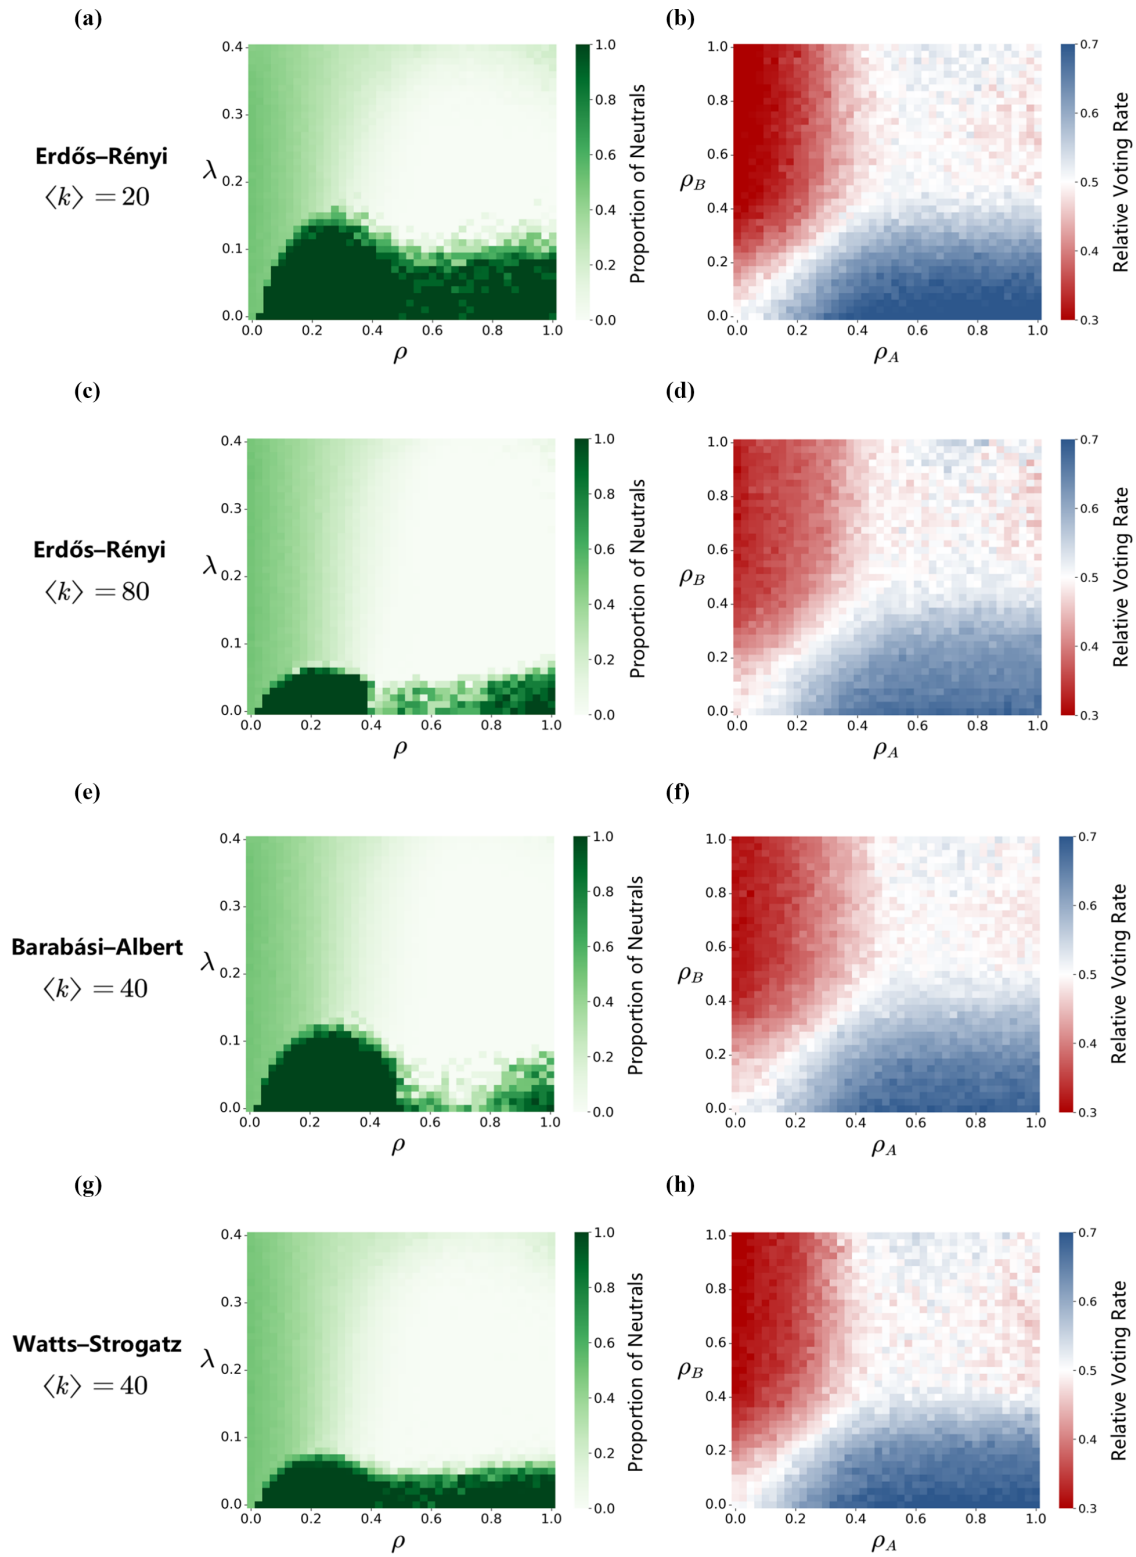 (a)
(b)
Erdős–Rényi
⟨k⟩ = 20
λ
0.4
0.3
0.2
0.1
0.0
0.0 0.2 0.4 0.6 0.8 1.0
ρ
1.0
0.8
0.6
0.4
0.2
0.0
Proportion of Neutrals
ρB
1.0
0.8
0.6
0.4
0.2
0.0
0.0 0.2 0.4 0.6 0.8 1.0
ρA
0.7
0.6
0.5
0.4
0.3
Relative Voting Rate
(c)
(d)
Erdős–Rényi
⟨k⟩ = 80
λ
0.4
0.3
0.2
0.1
0.0
0.0 0.2 0.4 0.6 0.8 1.0
ρ
1.0
0.8
0.6
0.4
0.2
0.0
Proportion of Neutrals
ρB
1.0
0.8
0.6
0.4
0.2
0.0
0.0 0.2 0.4 0.6 0.8 1.0
ρA
0.7
0.6
0.5
0.4
0.3
Relative Voting Rate
(e)
(f)
Barabási–Albert
⟨k⟩ = 40
λ
0.4
0.3
0.2
0.1
0.0
0.0 0.2 0.4 0.6 0.8 1.0
ρ
1.0
0.8
0.6
0.4
0.2
0.0
Proportion of Neutrals
ρB
1.0
0.8
0.6
0.4
0.2
0.0
0.0 0.2 0.4 0.6 0.8 1.0
ρA
0.7
0.6
0.5
0.4
0.3
Relative Voting Rate
(g)
(h)
Watts–Strogatz
⟨k⟩ = 40
λ
0.4
0.3
0.2
0.1
0.0
0.0 0.2 0.4 0.6 0.8 1.0
ρ
1.0
0.8
0.6
0.4
0.2
0.0
Proportion of Neutrals
ρB
1.0
0.8
0.6
0.4
0.2
0.0
0.0 0.2 0.4 0.6 0.8 1.0
ρA
0.7
0.6
0.5
0.4
0.3
Relative Voting Rate